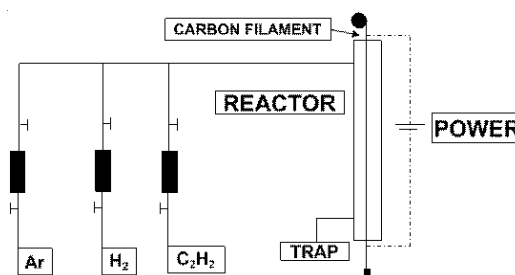 CARBON FILAMENT
REACTOR
POWER
Ar
H₂
C₂H₂
TRAP